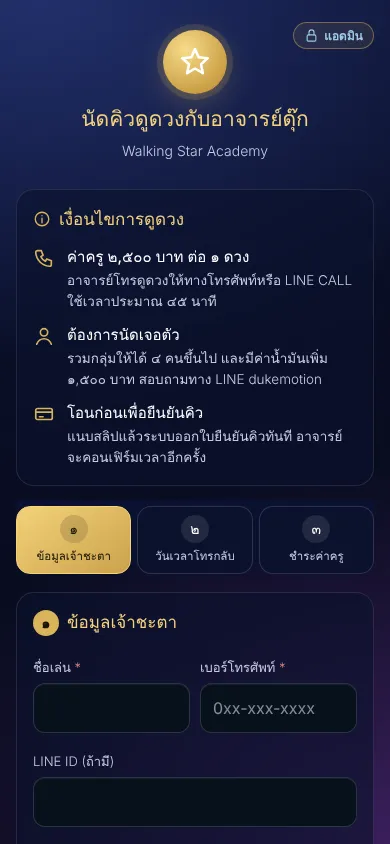 แอดมิน
นัดคิวดูดวงกับอาจารย์ดุ๊ก
Walking Star Academy
เงื่อนไขการดูดวง
ค่าครู ๒,๕๐๐ บาท ต่อ ๑ ดวง
อาจารย์โทรดูดวงให้ทางโทรศัพท์หรือ LINE CALL
ใช้เวลาประมาณ ๔๕ นาที
ต้องการนัดเจอตัว
รวมกลุ่มให้ได้ ๔ คนขึ้นไป และมีค่าน้ำมันเพิ่ม
๑,๕๐๐ บาท สอบถามทาง LINE dukemotion
โอนก่อนเพื่อยืนยันคิว
แนบสลิปแล้วระบบออกใบยืนยันคิวทันที อาจารย์
จะคอนเฟิร์มเวลาอีกครั้ง
๑ ๒ ๓
ข้อมูลเจ้าชะตา วันเวลาโทรกลับ ชำระค่าครู
๑ ข้อมูลเจ้าชะตา
ชื่อเล่น * เบอร์โทรศัพท์ *
0xx-xxx-xxxx
LINE ID (ถ้ามี)